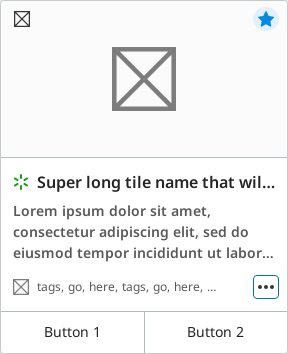 Super long tile name that wil...
Lorem ipsum dolor sit amet,
consectetur adipiscing elit, sed do
eiusmod tempor incididunt ut labor...
tags, go, here, tags, go, here, ...
Button 1
Button 2